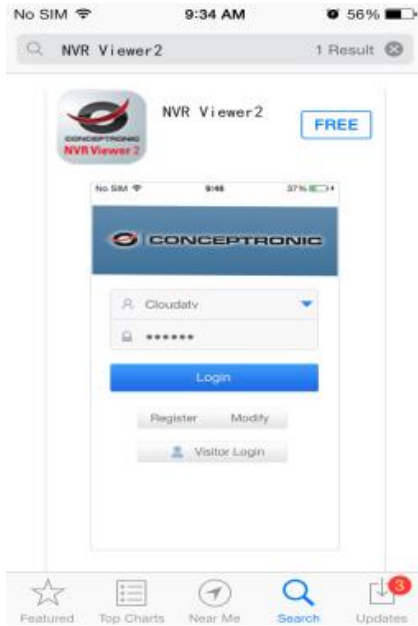 No SIM 9:34 AM 56%
NVR Viewer2 1 Result
NVR Viewer2
FREE
CONCEPTRONIC
NVR Viewer 2
No SIM 9:46 37%
CONCEPTRONIC
Cloudatv
******
Login
Register Modify
Visitor Login
3
Featured Top Charts Near Me Search Updates